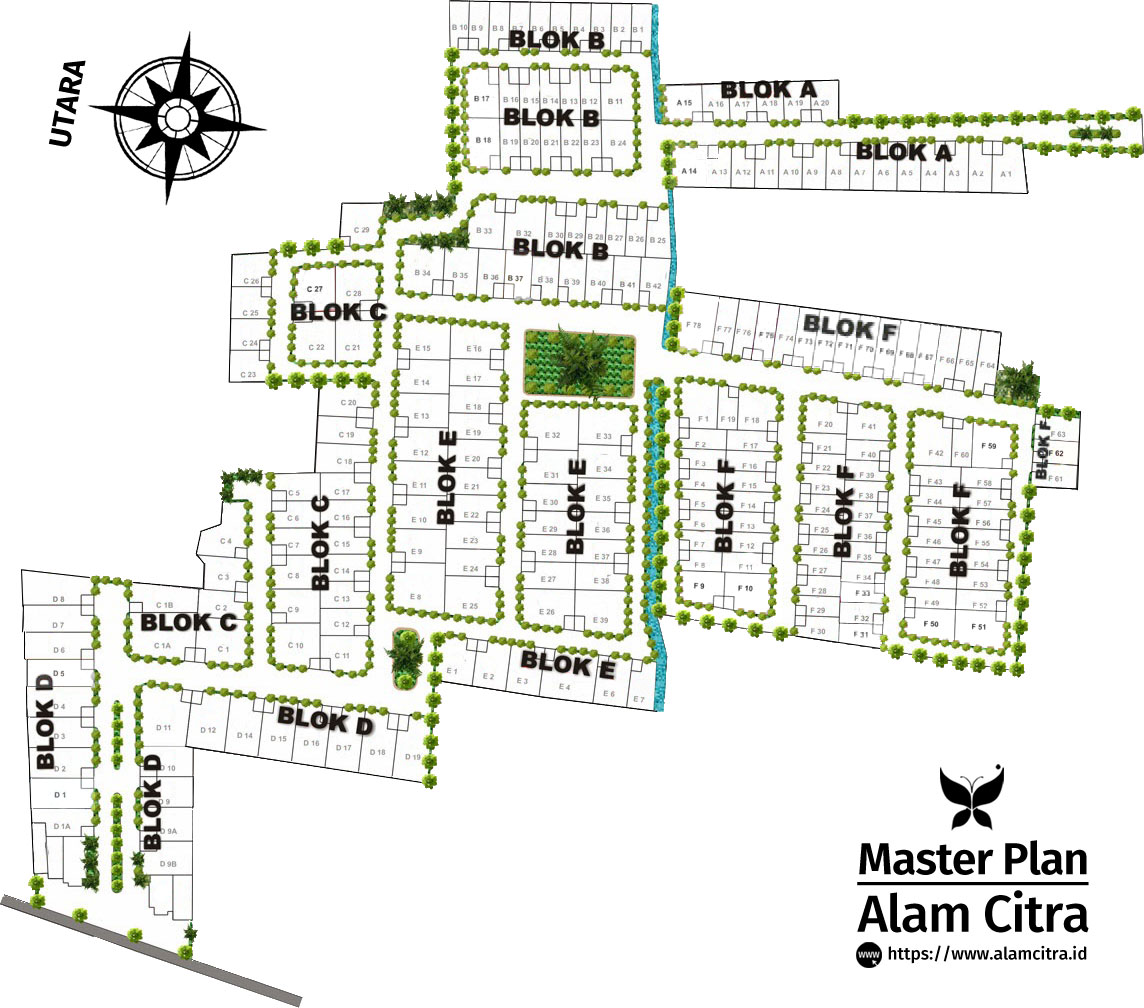 UTARA
B 10 B 9 B 8 B 7 B 6 B 5 B 4 B 3 B 2 B 1
BLOK B
B 17 B 16 B 15 B 14 B 13 B 12 B 11
BLOK B
B 18 B 19 B 20 B 21 B 22 B 23 B 24
BLOK A
A 15 A 16 A 17 A 18 A 19 A 20
BLOK A
A 14 A 13 A 12 A 11 A 10 A 9 A 8 A 7 A 6 A 5 A 4 A 3 A 2 A 1
C 29
B 33 B 32 B 30 B 29 B 28 B 27 B 26 B 25
BLOK B
B 34 B 35 B 36 B 37 B 38 B 39 B 40 B 41 B 42
C 26
C 25
C 24
C 23
C 27 C 28
BLOK C
C 22 C 21
BLOK F
F 78 F 77 F 76 F 75 F 74 F 73 F 72 F 71 F 70 F 69 F 68 F 67 F 66 F 65 F 64
BLOK F
F 63
F 62
F 61
C 20
C 19
C 18
C 5 C 17
C 6 C 16
C 7 C 15
C 8 C 14
C 9 C 13
C 12
C 10 C 11
BLOK C
E 15 E 16
E 14 E 17
E 13 E 18
E 19
E 12 E 20
E 11 E 21
E 10 E 22
E 9 E 23
E 24
E 8 E 25
BLOK E
E 32 E 33
E 31 E 34
E 30 E 35
E 29 E 36
E 28 E 37
E 27 E 38
E 26 E 39
BLOK E
F 1 F 19 F 18
F 2 F 17
F 3 F 16
F 4 F 15
F 5 F 14
F 6 F 13
F 7 F 12
F 8 F 11
F 9 F 10
BLOK F
F 20 F 41
F 21 F 40
F 22 F 39
F 23 F 38
F 24 F 37
F 25 F 36
F 26 F 35
F 27 F 34
F 28 F 33
F 29 F 32
F 30 F 31
BLOK F
F 42 F 60 F 59
F 43 F 58
F 44 F 57
F 45 F 56
F 46 F 55
F 47 F 54
F 48 F 53
F 49 F 52
F 50 F 51
BLOK F
C 4
C 3
C 1B C 2
BLOK C
C 1A C 1
BLOK E
E 1 E 2 E 3 E 4 E 6 E 7
D 8
D 7
D 6
D 5
D 4
D 3
D 2
D 1
D 1A
BLOK D
BLOK D
D 11 D 12 D 14 D 15 D 16 D 17 D 18 D 19
D 10
D 9
D 9A
D 9B
BLOK D
Master Plan
Alam Citra
www https://www.alamcitra.id